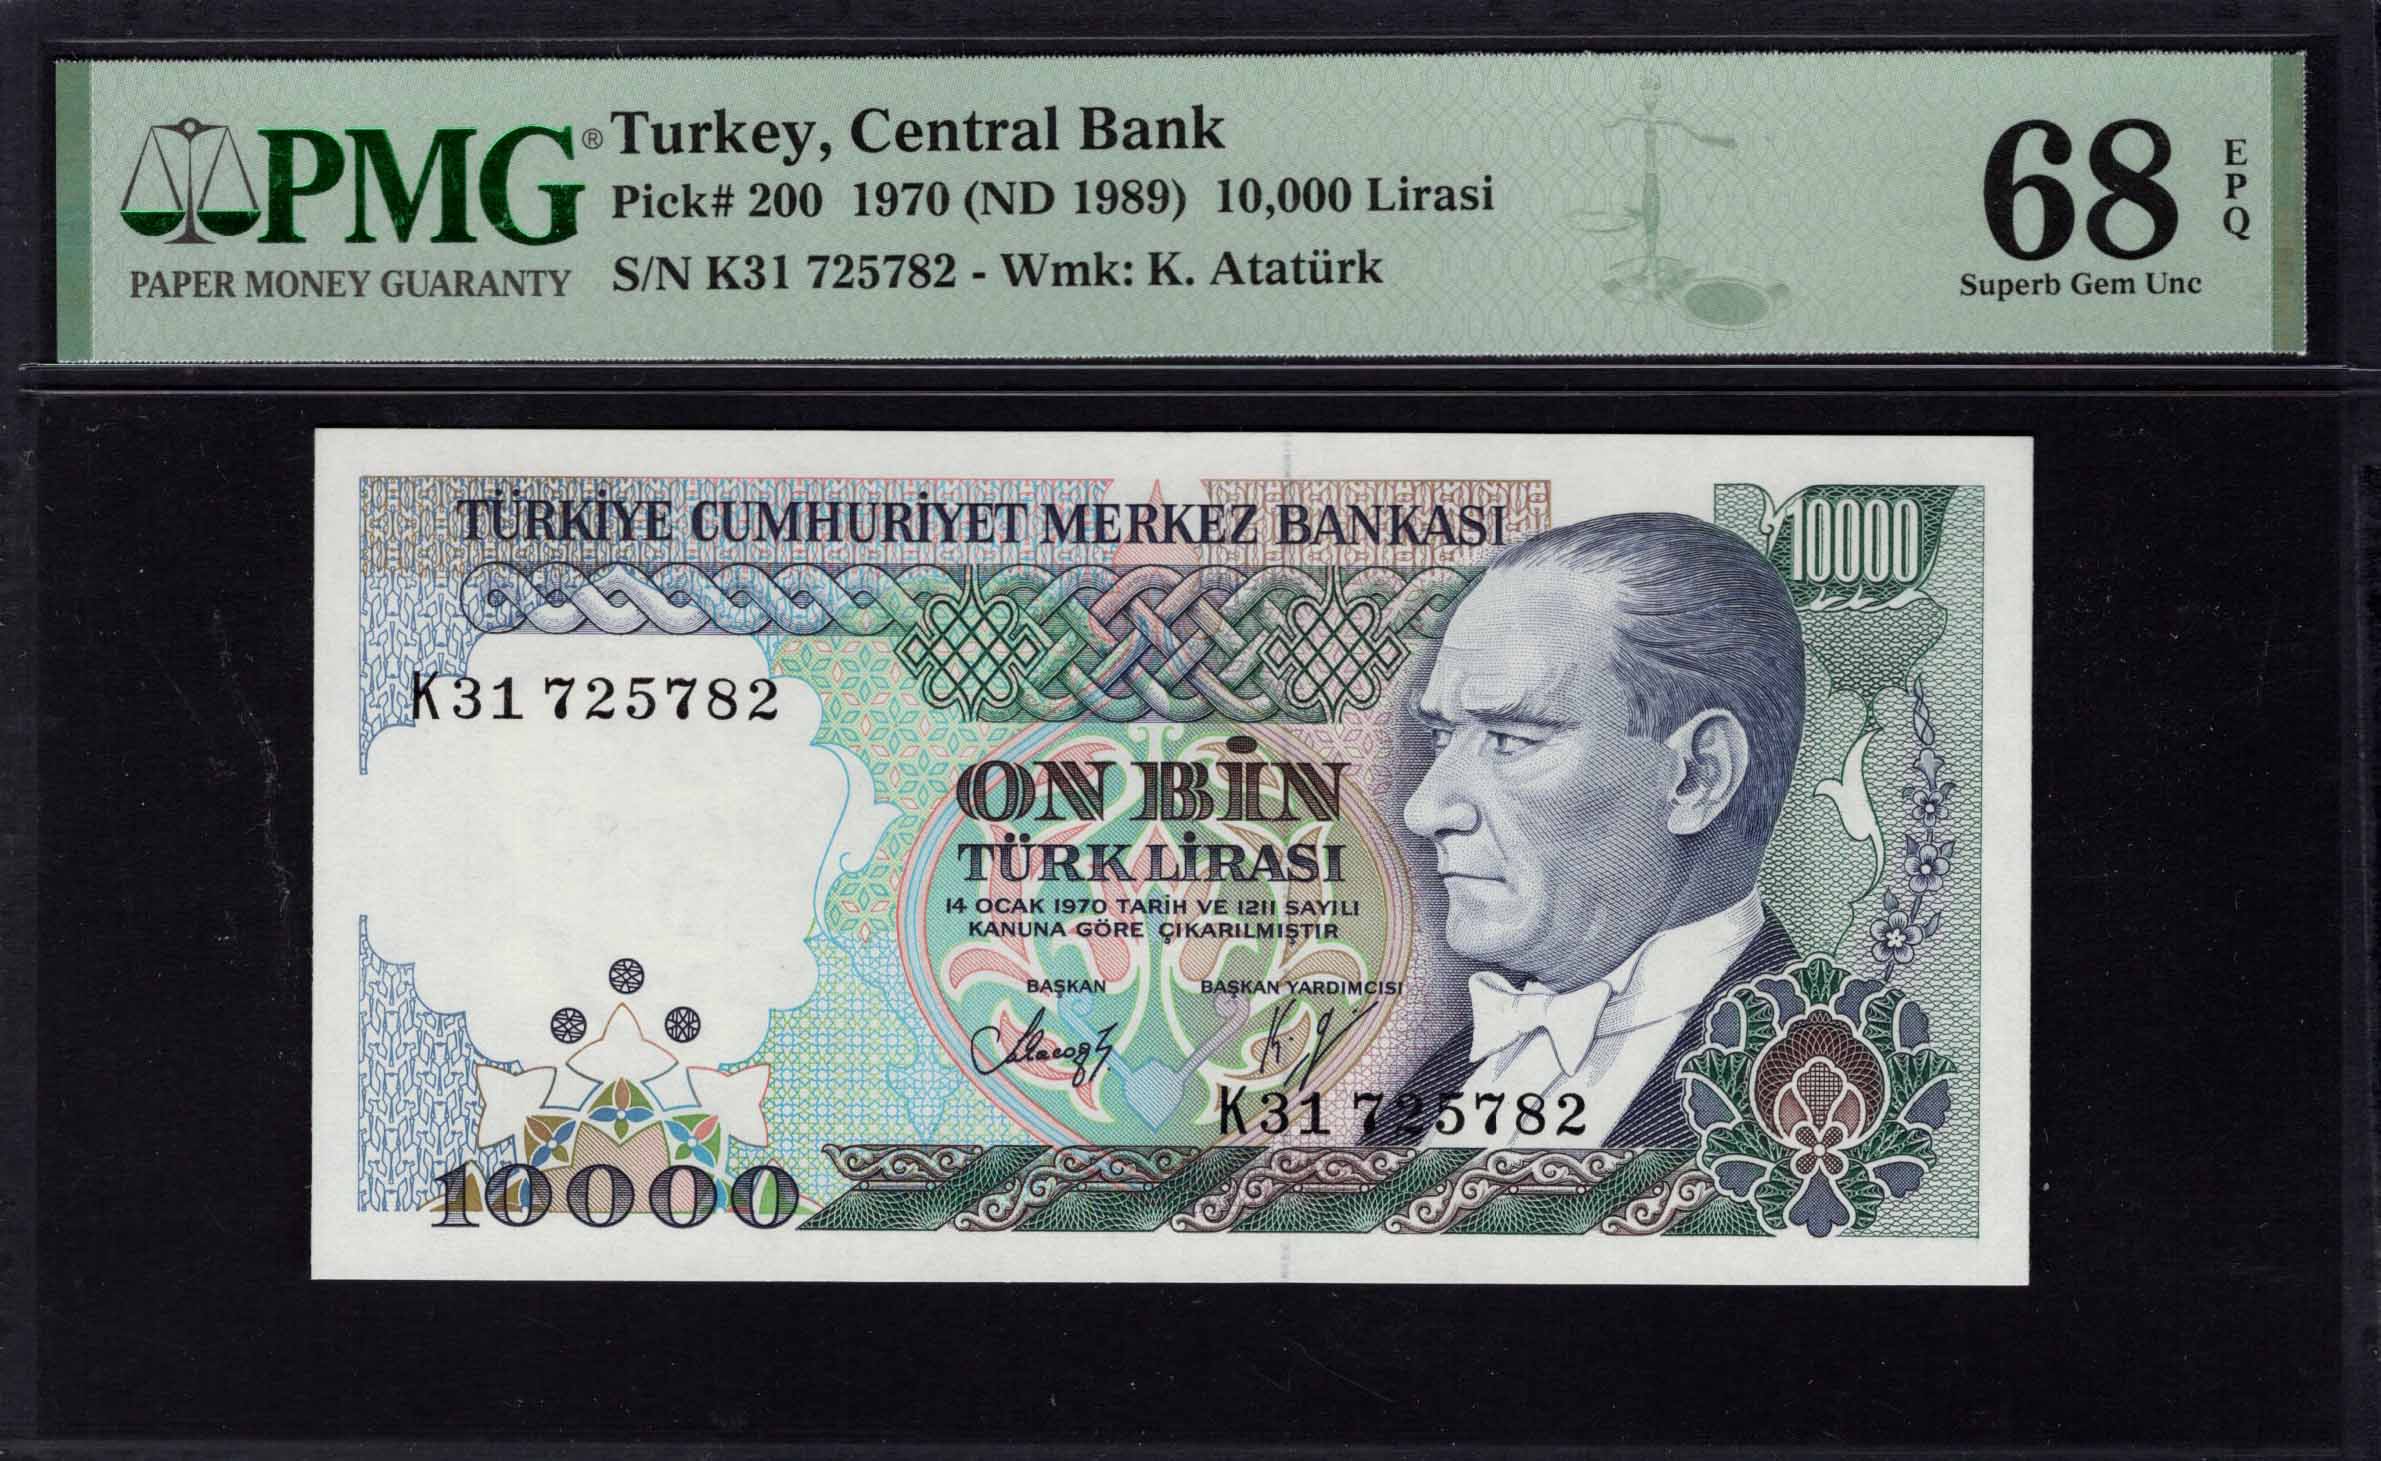 PMG®
PAPER MONEY GUARANTY
Turkey, Central Bank
Pick# 200 1970 (ND 1989) 10,000 Lirasi
S/N K31 725782 - Wmk: K. Atatürk
68
EPQ
Superb Gem Unc
TÜRKİYE CUMHURİYET MERKEZ BANKASI
10000
K31 725782
ON BİN
TÜRK LİRASI
14 OCAK 1970 TARİH VE 1211 SAYILI
KANUNA GÖRE ÇIKARILMIŞTIR
BAŞKAN
BAŞKAN YARDIMCISI
K31 725782
10000